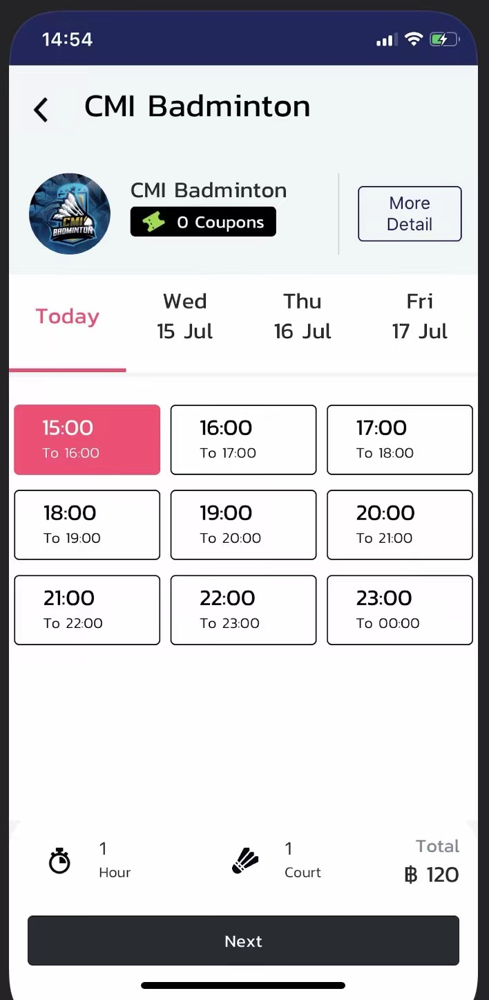 14:54
CMI Badminton
CMI
BADMINTON
CMI Badminton
0 Coupons
More
Detail
Today
Wed
15 Jul
Thu
16 Jul
Fri
17 Jul
15:00
To 16:00
16:00
To 17:00
17:00
To 18:00
18:00
To 19:00
19:00
To 20:00
20:00
To 21:00
21:00
To 22:00
22:00
To 23:00
23:00
To 00:00
1
Hour
1
Court
Total
฿ 120
Next